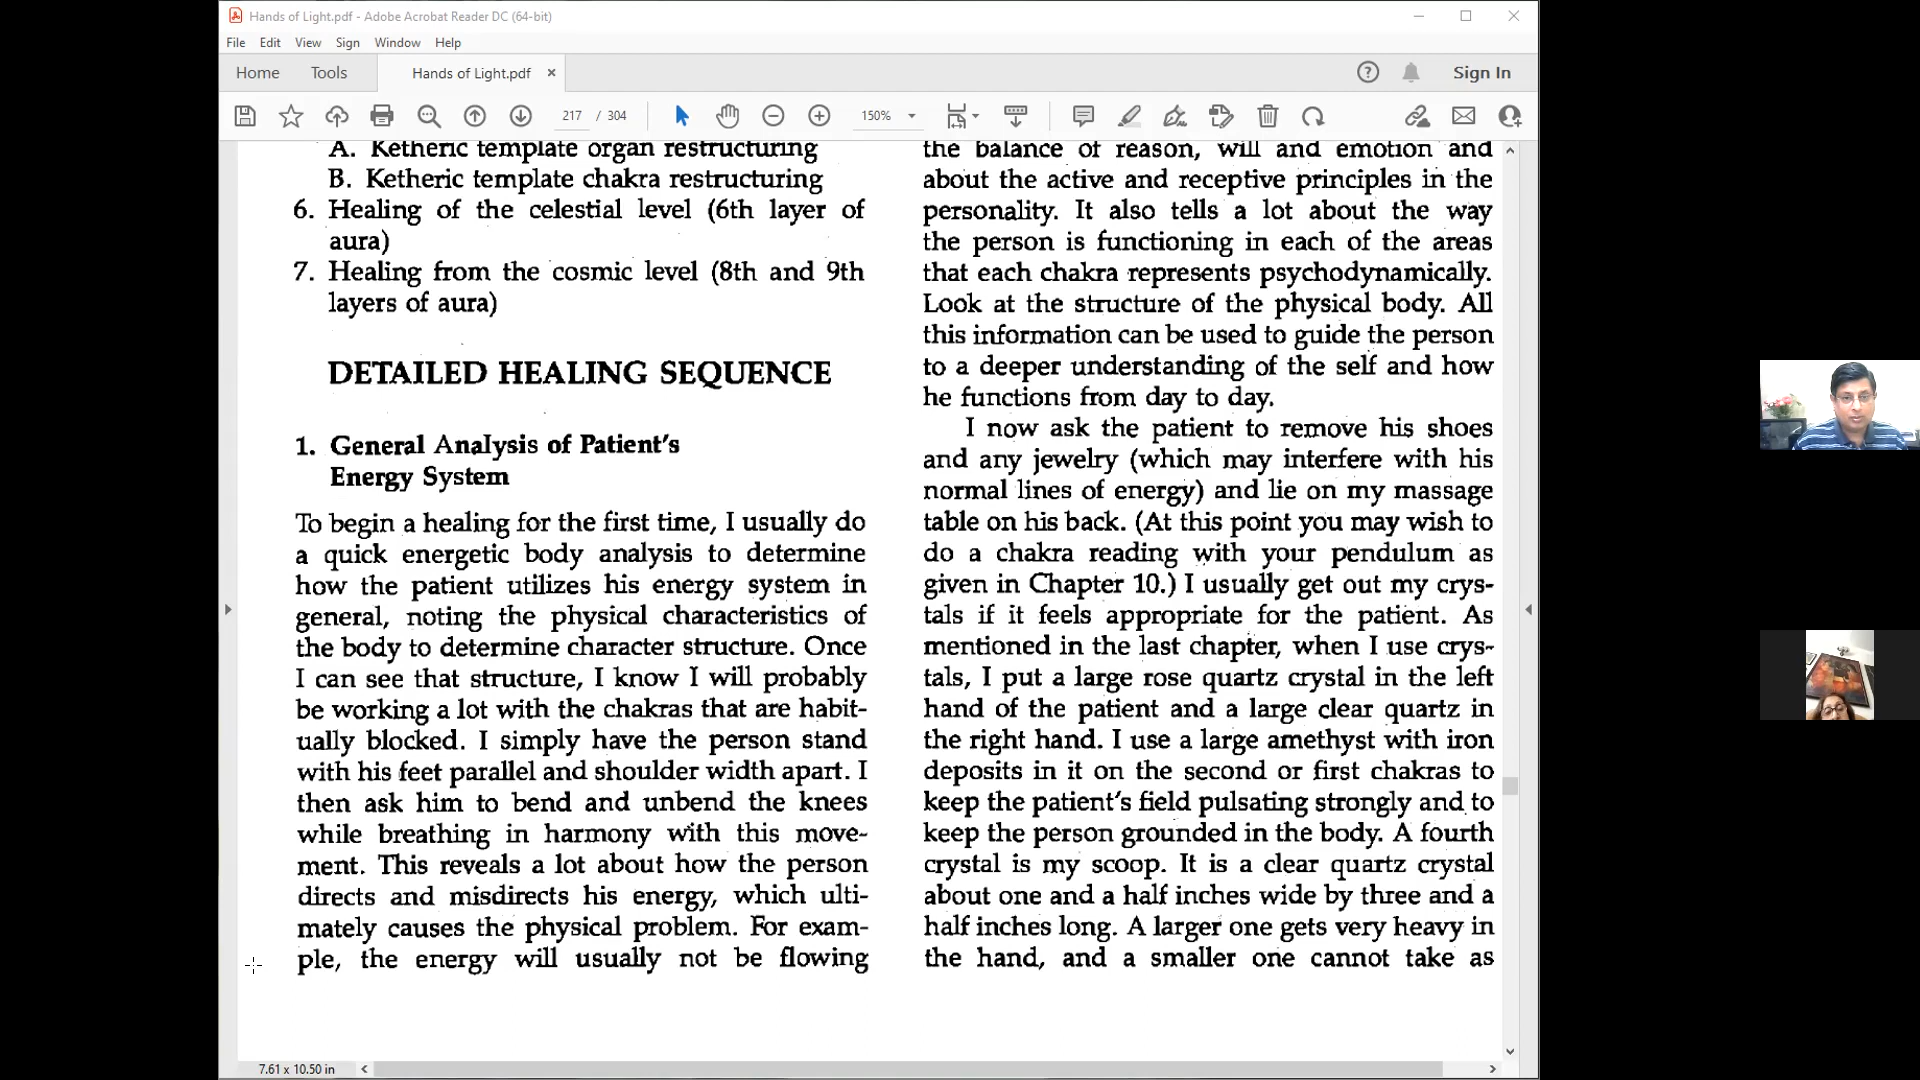 Hands of Light.pdf - Adobe Acrobat Reader DC (64-bit)
File Edit View Sign Window Help
Home Tools Hands of Light.pdf × Sign In
217 / 304 150%
A. Ketheric template organ restructuring
B. Ketheric template chakra restructuring
6. Healing of the celestial level (6th layer of
aura)
7. Healing from the cosmic level (8th and 9th
layers of aura)
DETAILED HEALING SEQUENCE
1. General Analysis of Patient's
Energy System
To begin a healing for the first time, I usually do
a quick energetic body analysis to determine
how the patient utilizes his energy system in
general, noting the physical characteristics of
the body to determine character structure. Once
I can see that structure, I know I will probably
be working a lot with the chakras that are habit-
ually blocked. I simply have the person stand
with his feet parallel and shoulder width apart. I
then ask him to bend and unbend the knees
while breathing in harmony with this move-
ment. This reveals a lot about how the person
directs and misdirects his energy, which ulti-
mately causes the physical problem. For exam-
ple, the energy will usually not be flowing
the balance of reason, will and emotion and
about the active and receptive principles in the
personality. It also tells a lot about the way
the person is functioning in each of the areas
that each chakra represents psychodynamically.
Look at the structure of the physical body. All
this information can be used to guide the person
to a deeper understanding of the self and how
he functions from day to day.
I now ask the patient to remove his shoes
and any jewelry (which may interfere with his
normal lines of energy) and lie on my massage
table on his back. (At this point you may wish to
do a chakra reading with your pendulum as
given in Chapter 10.) I usually get out my crys-
tals if it feels appropriate for the patient. As
mentioned in the last chapter, when I use crys-
tals, I put a large rose quartz crystal in the left
hand of the patient and a large clear quartz in
the right hand. I use a large amethyst with iron
deposits in it on the second or first chakras to
keep the patient's field pulsating strongly and to
keep the person grounded in the body. A fourth
crystal is my scoop. It is a clear quartz crystal
about one and a half inches wide by three and a
half inches long. A larger one gets very heavy in
the hand, and a smaller one cannot take as
7.61 x 10.50 in